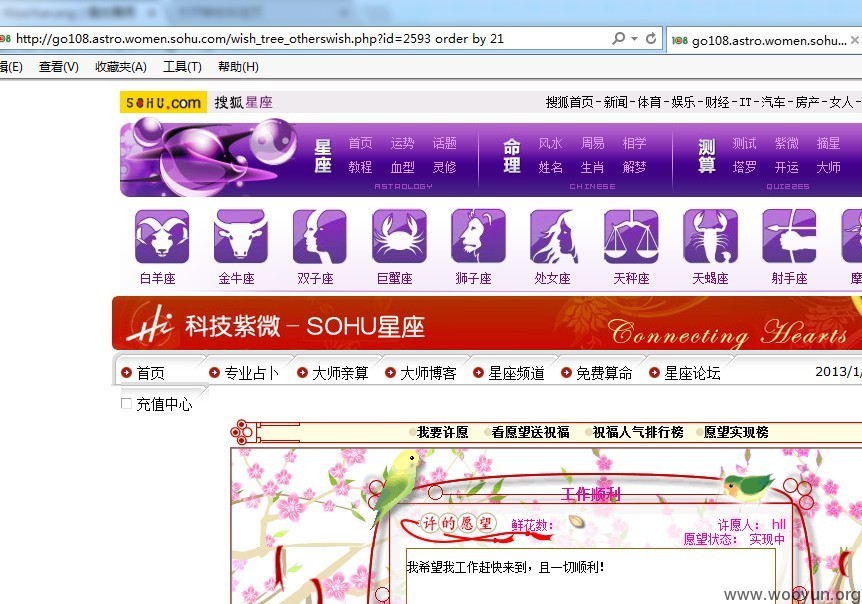 http://go108.astro.women.sohu.com/wish_tree_otherswish.php?id=2593 order by 21
go108.astro.women.sohu...
查看(V) 收藏夹(A) 工具(T) 帮助(H)
SOHU.com 搜狐星座
搜狐首页-新闻-体育-娱乐-财经-IT-汽车-房产-女人-
星座 首页 运势 话题 命理 风水 周易 相学 测算 测试 紫微 摘星
教程 血型 灵修 姓名 生肖 解梦 塔罗 开运 大师
ASTROLOGY CHINESE QUIZZES
白羊座 金牛座 双子座 巨蟹座 狮子座 处女座 天秤座 天蝎座 射手座
Hi 科技紫微 - SOHU星座
Connecting Hearts
首页 专业占卜 大师亲算 大师博客 星座频道 免费算命 星座论坛 2013/1/
充值中心
我要许愿 看愿望送祝福 祝福人气排行榜 愿望实现榜
工作顺利
许的愿望 鲜花数: 许愿人: hll
愿望状态: 实现中
我希望我工作赶快来到，且一切顺利!
www.wooyun.org